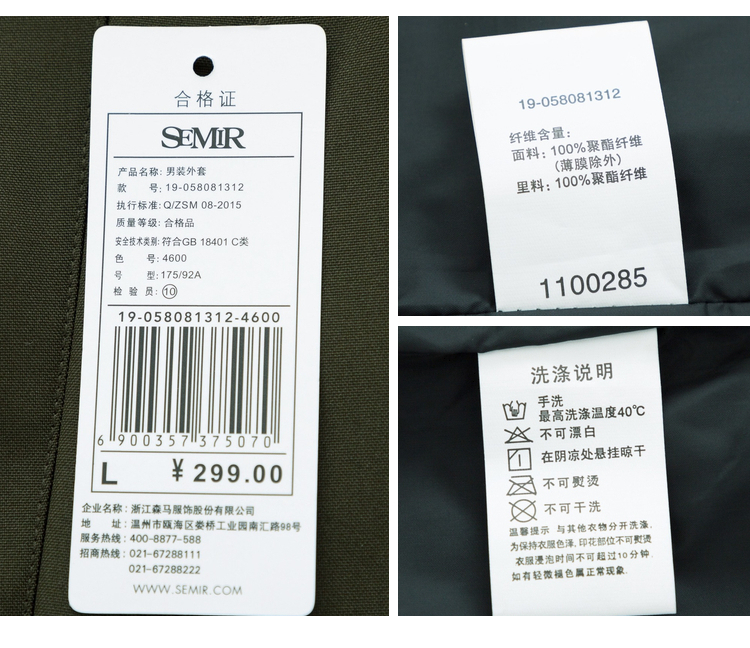 合格证
SEMIR
产品名称: 男装外套
款 号: 19-058081312
执行标准: Q/ZSM 08-2015
质量等级: 合格品
安全技术类别: 符合GB 18401 C类
色 号: 4600
号 型: 175/92A
检 验 员: ⑩
19-058081312-4600
6 900357 375070
L ¥ 299.00
企业名称: 浙江森马服饰股份有限公司
地 址: 温州市瓯海区娄桥工业园南汇路98号
服务热线: 400-8877-588
招商热线: 021-67288111
021-67288222
WWW.SEMIR.COM
19-058081312
纤维含量:
面料: 100%聚酯纤维
(薄膜除外)
里料: 100%聚酯纤维
1100285
洗涤说明
手洗
最高洗涤温度40℃
不可漂白
在阴凉处悬挂晾干
不可熨烫
不可干洗
温馨提示 与其他衣物分开洗涤,
为保持衣服色泽, 印花部位不可熨烫
衣服浸泡时间不可超过10分钟,
如有轻微褪色属正常现象.